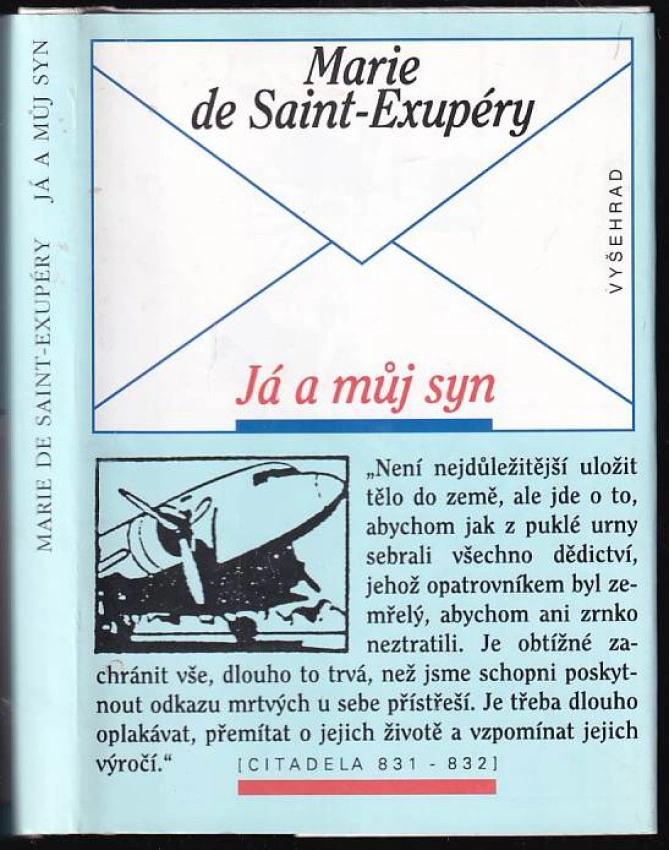 MARIE DE SAINT-EXUPÉRY JÁ A MŮJ SYN
Marie
de Saint-Exupéry
VYŠEHRAD
Já a můj syn
„Není nejdůležitější uložit
tělo do země, ale jde o to,
abychom jak z puklé urny
sebrali všechno dědictví,
jehož opatrovníkem byl ze-
mřelý, abychom ani zrnko
neztratili. Je obtížné za-
chránit vše, dlouho to trvá, než jsme schopni poskyt-
nout odkazu mrtvých u sebe přístřeší. Je třeba dlouho
oplakávat, přemítat o jejich životě a vzpomínat jejich
výročí.“ [CITADELA 831 - 832]